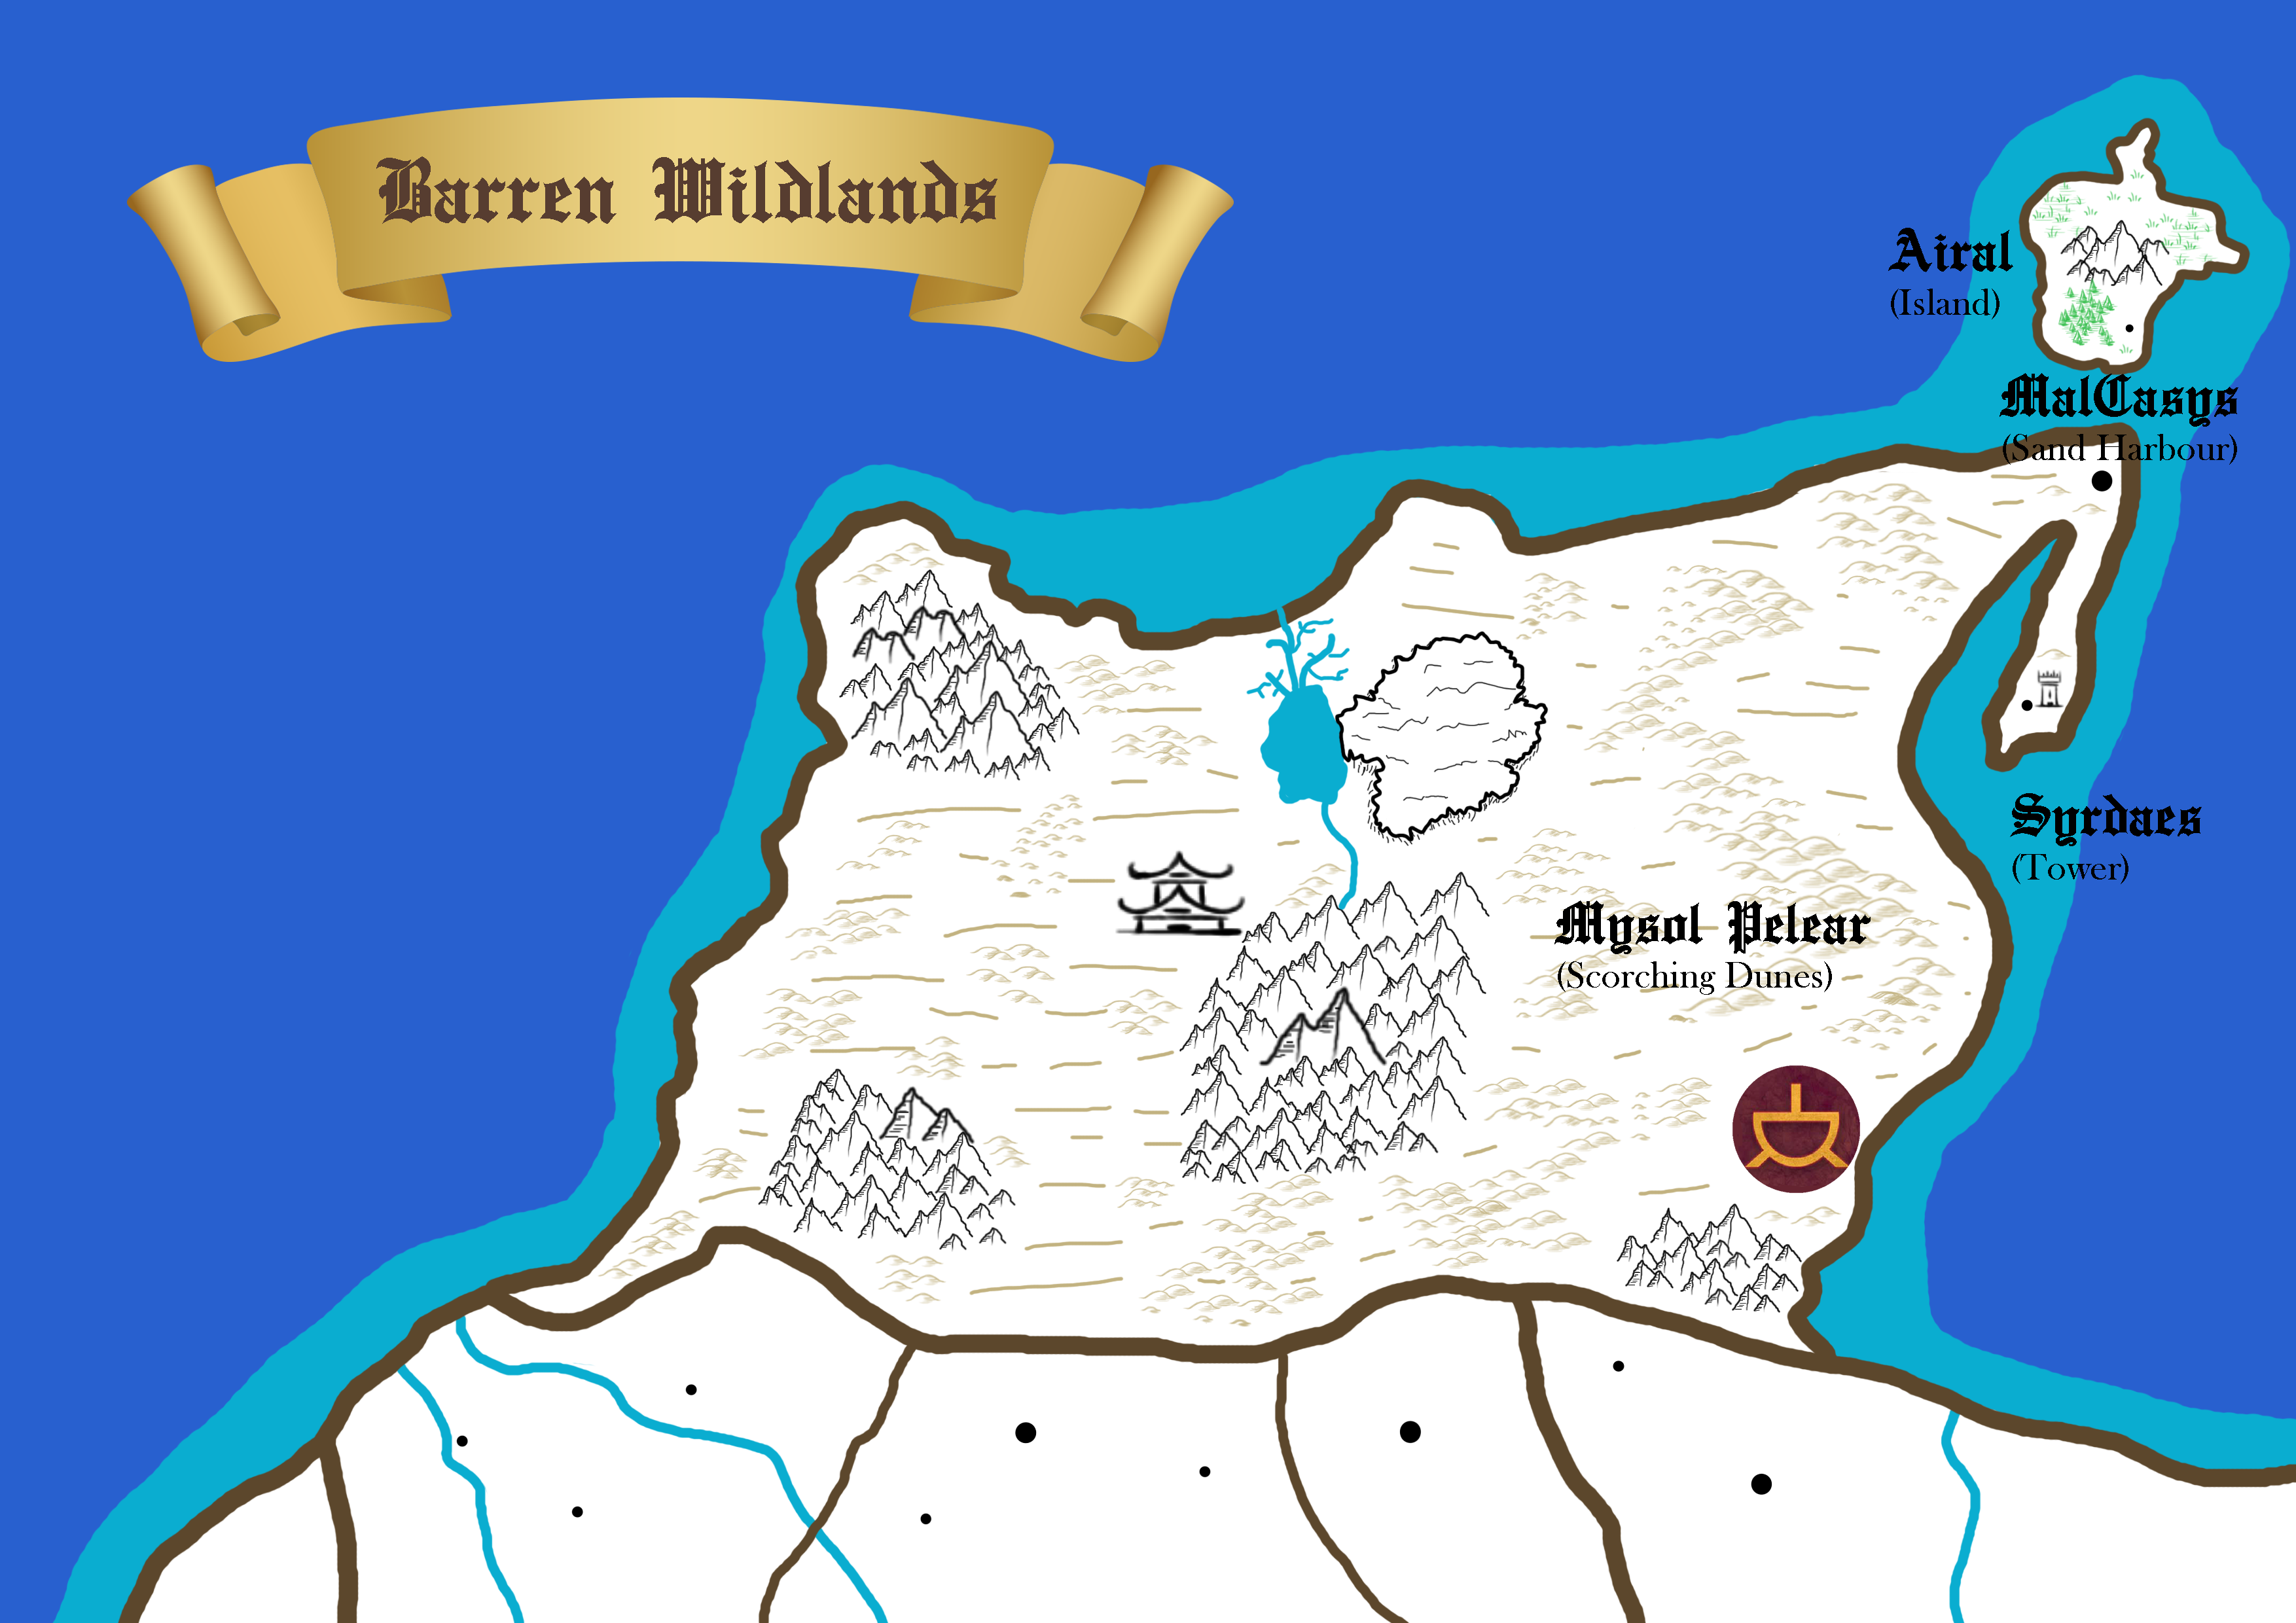 Barren Wildlands
Airal
(Island)
MalCasys
(Sand Harbour)
Syrdaes
(Tower)
Mysol Pelear
(Scorching Dunes)